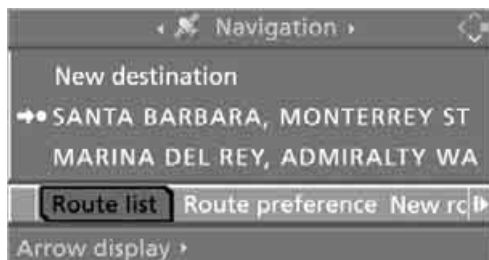 Navigation
New destination
SANTA BARBARA, MONTERREY ST
MARINA DEL REY, ADMIRALTY WA
Route list Route preference New rc
Arrow display